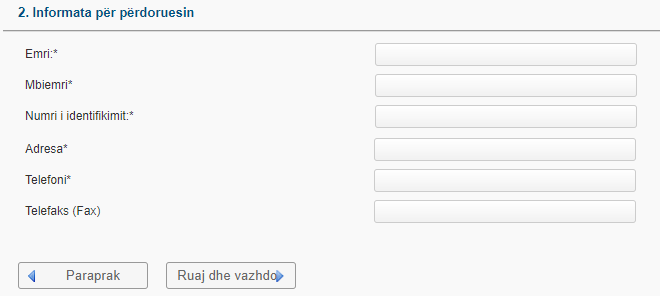 2. Informata për përdoruesin
Emri:*
Mbiemri*
Numri i identifikimit:*
Adresa*
Telefoni*
Telefaks (Fax)
Paraprak
Ruaj dhe vazhdo